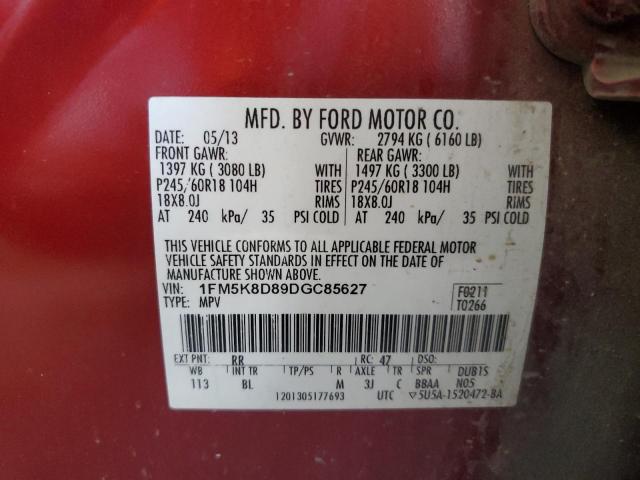 MFD. BY FORD MOTOR CO.
DATE: 05/13 GVWR: 2794 KG ( 6160 LB)
FRONT GAWR: REAR GAWR:
1397 KG ( 3080 LB) WITH 1497 KG ( 3300 LB) WITH
P245/60R18 104H TIRES P245/60R18 104H TIRES
18X8.0J RIMS 18X8.0J RIMS
AT 240 kPa/ 35 PSI COLD AT 240 kPa/ 35 PSI COLD
THIS VEHICLE CONFORMS TO ALL APPLICABLE FEDERAL MOTOR
VEHICLE SAFETY STANDARDS IN EFFECT ON THE DATE OF
MANUFACTURE SHOWN ABOVE.
VIN: 1FM5K8D89DGC85627 F0211
TYPE: MPV T0266
EXT PNT: RR RC: 47 DSO:
WB INT TR TP/PS R AXLE TR SPR DUB1S
113 BL M 3J C BBAA N05
1201305177693 UTC ▽5U5A-1520472-BA